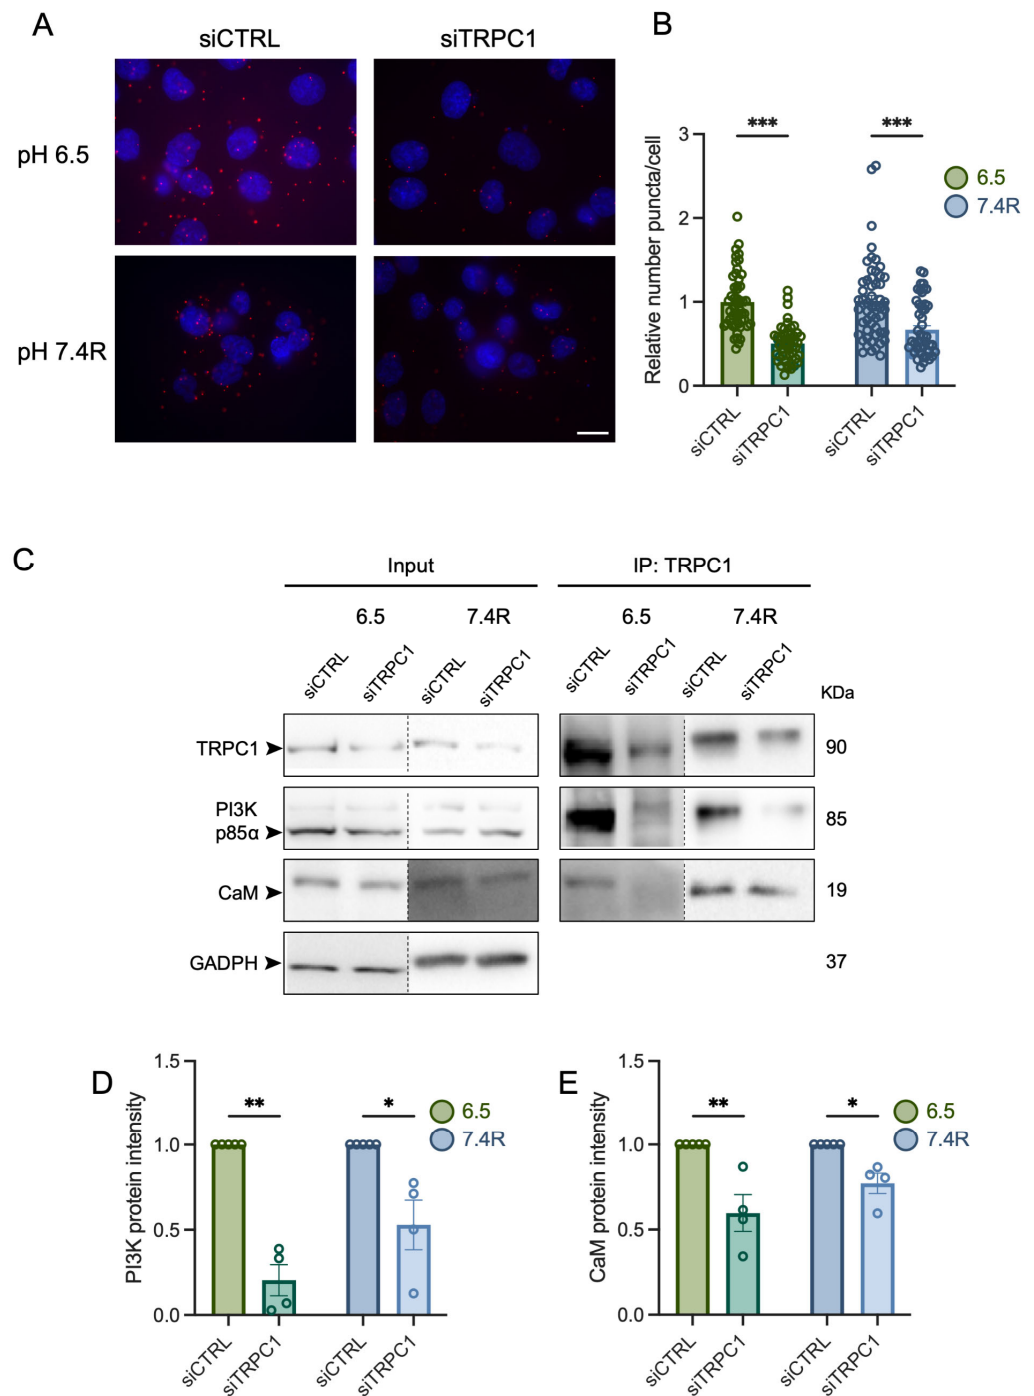 A
siCTRL
siTRPC1
pH 6.5
pH 7.4R
B
Relative number puncta/cell
3
2
1
0
***
***
6.5
7.4R
siCTRL
siTRPC1
siCTRL
siTRPC1
C
Input
IP: TRPC1
6.5
7.4R
6.5
7.4R
siCTRL
siTRPC1
siCTRL
siTRPC1
siCTRL
siTRPC1
siCTRL
siTRPC1
KDa
TRPC1
90
PI3K
p85α
85
CaM
19
GADPH
37
D
PI3K protein intensity
1.5
1.0
0.5
0.0
**
*
6.5
7.4R
siCTRL
siTRPC1
siCTRL
siTRPC1
E
CaM protein intensity
1.5
1.0
0.5
0.0
**
*
6.5
7.4R
siCTRL
siTRPC1
siCTRL
siTRPC1